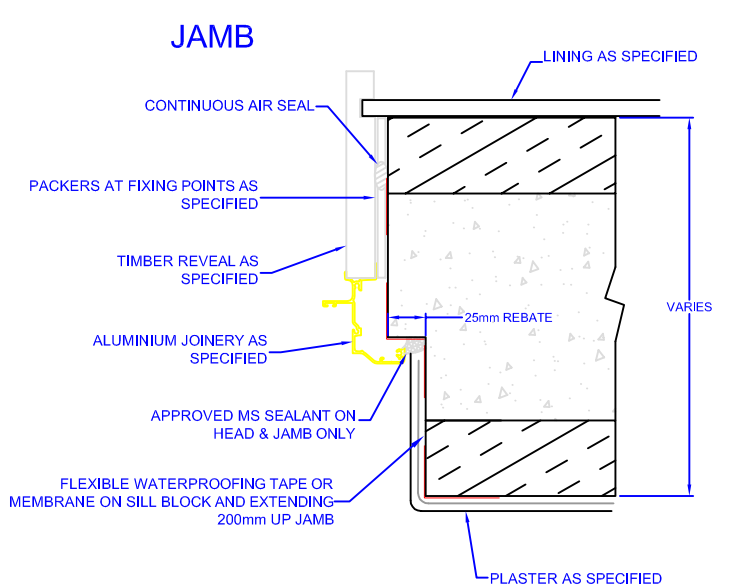 JAMB
LINING AS SPECIFIED
CONTINUOUS AIR SEAL
PACKERS AT FIXING POINTS AS
SPECIFIED
TIMBER REVEAL AS
SPECIFIED
VARIES
25mm REBATE
ALUMINIUM JOINERY AS
SPECIFIED
APPROVED MS SEALANT ON
HEAD & JAMB ONLY
FLEXIBLE WATERPROOFING TAPE OR
MEMBRANE ON SILL BLOCK AND EXTENDING
200mm UP JAMB
PLASTER AS SPECIFIED